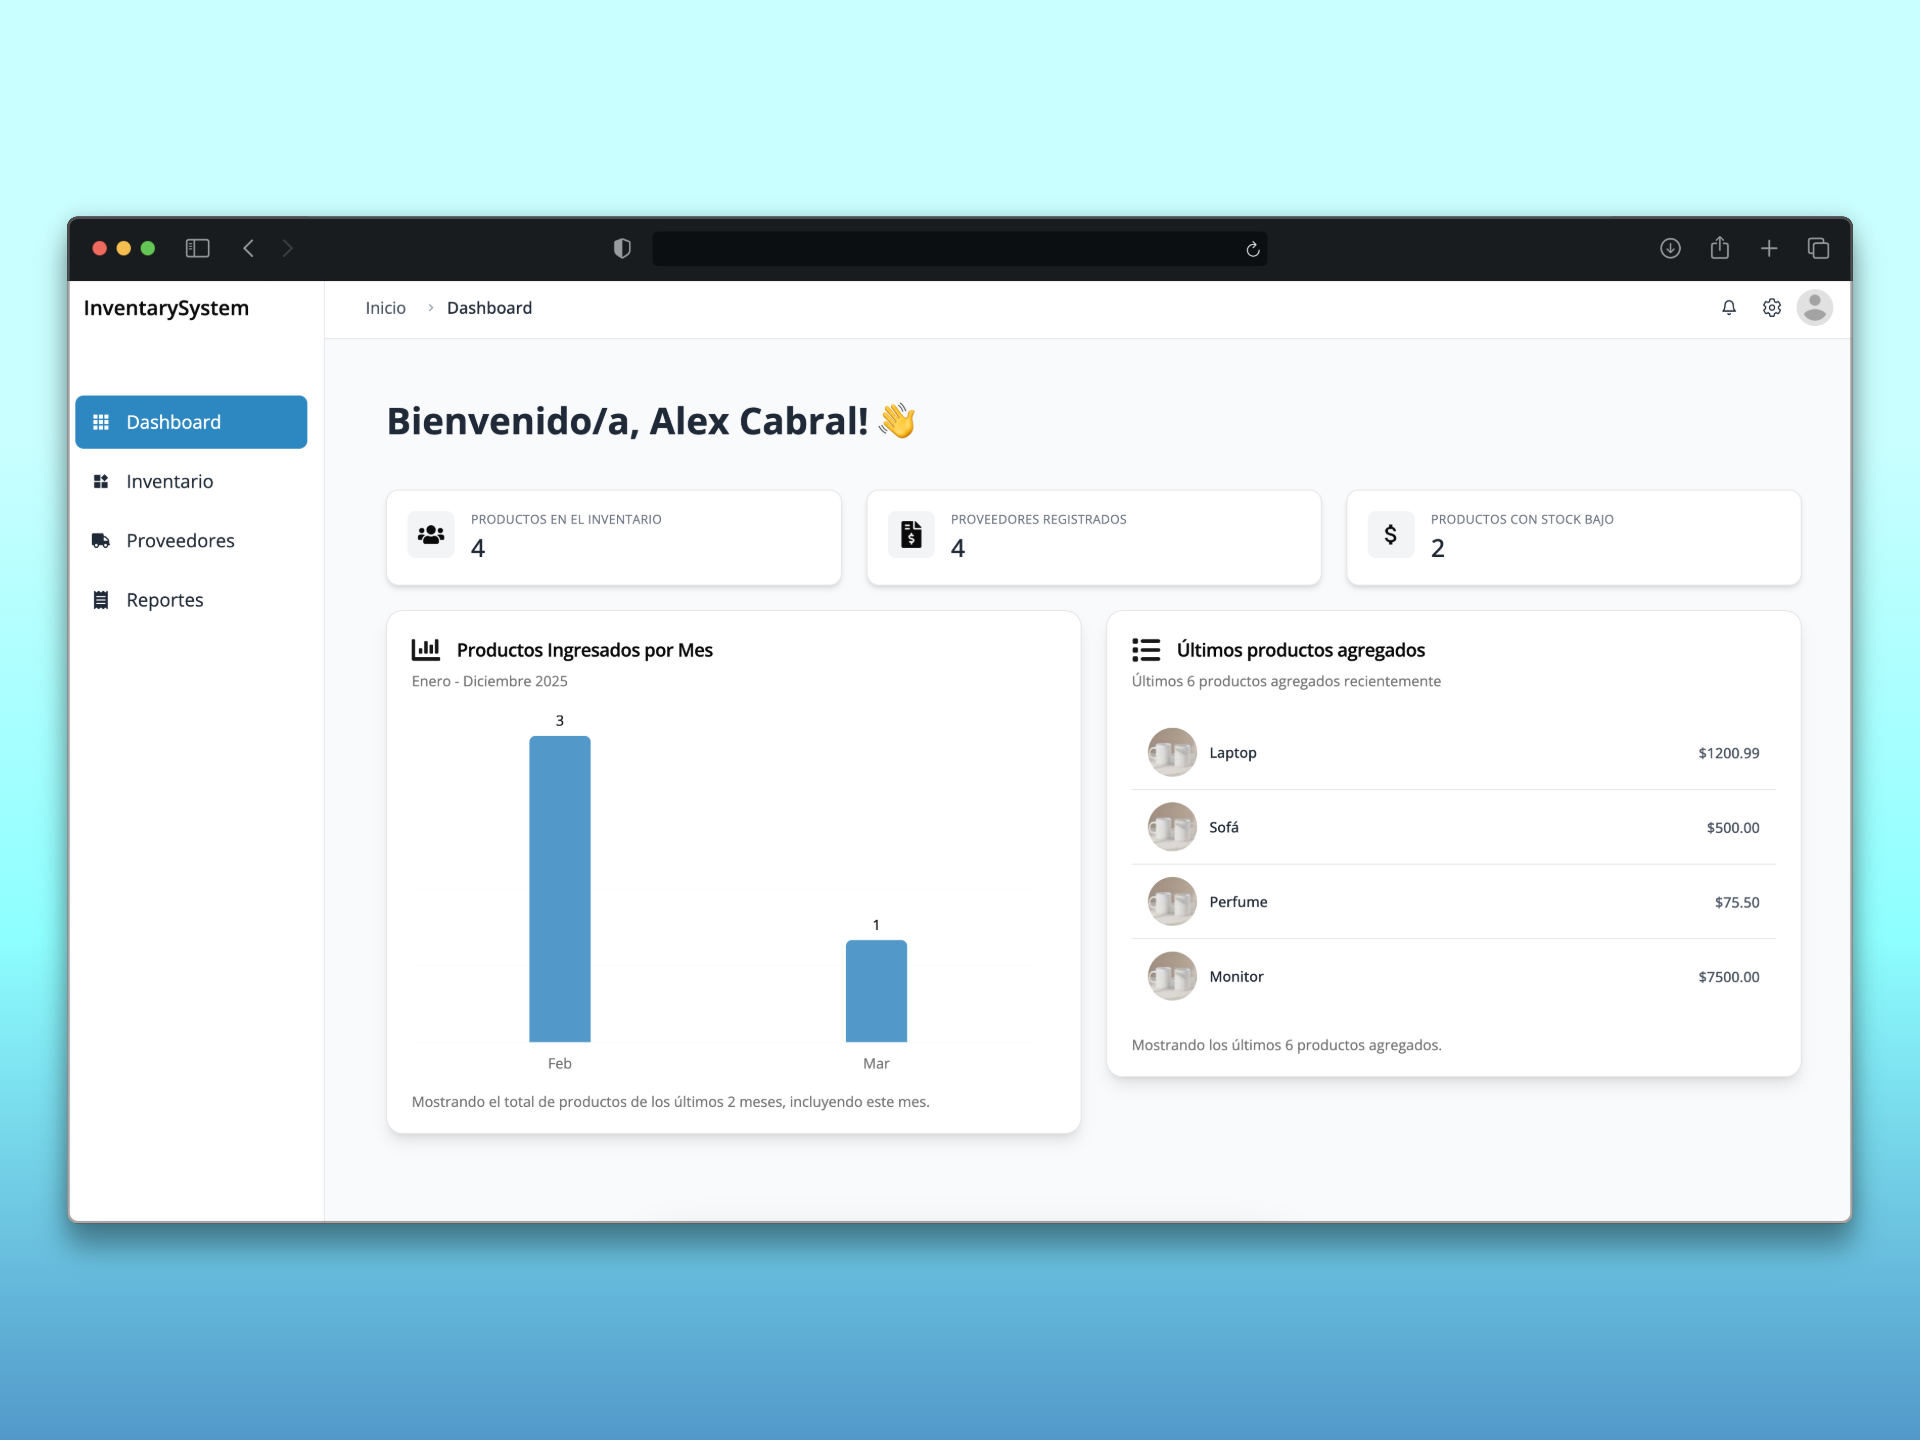 InventarySystem
Inicio > Dashboard
Dashboard
Inventario
Proveedores
Reportes
Bienvenido/a, Alex Cabral! 👋
PRODUCTOS EN EL INVENTARIO
4
PROVEEDORES REGISTRADOS
4
PRODUCTOS CON STOCK BAJO
2
Productos Ingresados por Mes
Enero - Diciembre 2025
3
1
Feb
Mar
Mostrando el total de productos de los últimos 2 meses, incluyendo este mes.
Últimos productos agregados
Últimos 6 productos agregados recientemente
Laptop $1200.99
Sofá $500.00
Perfume $75.50
Monitor $7500.00
Mostrando los últimos 6 productos agregados.